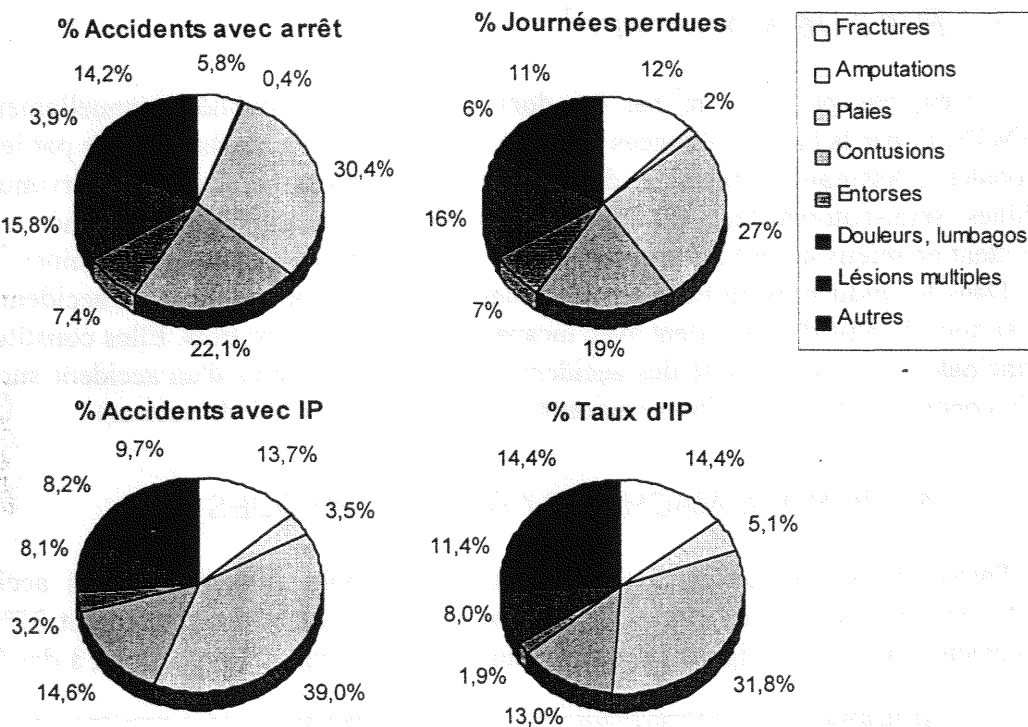 % Accidents avec arrêt
14,2%
5,8%
0,4%
3,9%
30,4%
15,8%
7,4%
22,1%
% Journées perdues
11%
12%
2%
6%
16%
27%
7%
19%
Fractures
Amputations
Plaies
Contusions
Entorses
Douleurs, lumbagos
Lésions multiples
Autres
% Accidents avec IP
9,7%
13,7%
8,2%
3,5%
8,1%
3,2%
14,6%
39,0%
% Taux d'IP
14,4%
14,4%
5,1%
11,4%
8,0%
1,9%
31,8%
13,0%